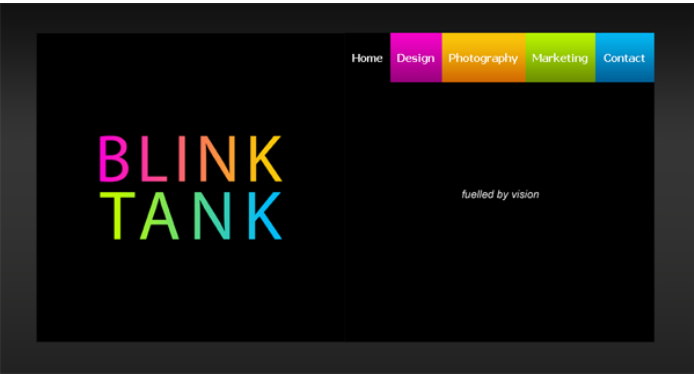 Home Design Photography Marketing Contact
BLINK
TANK
fuelled by vision